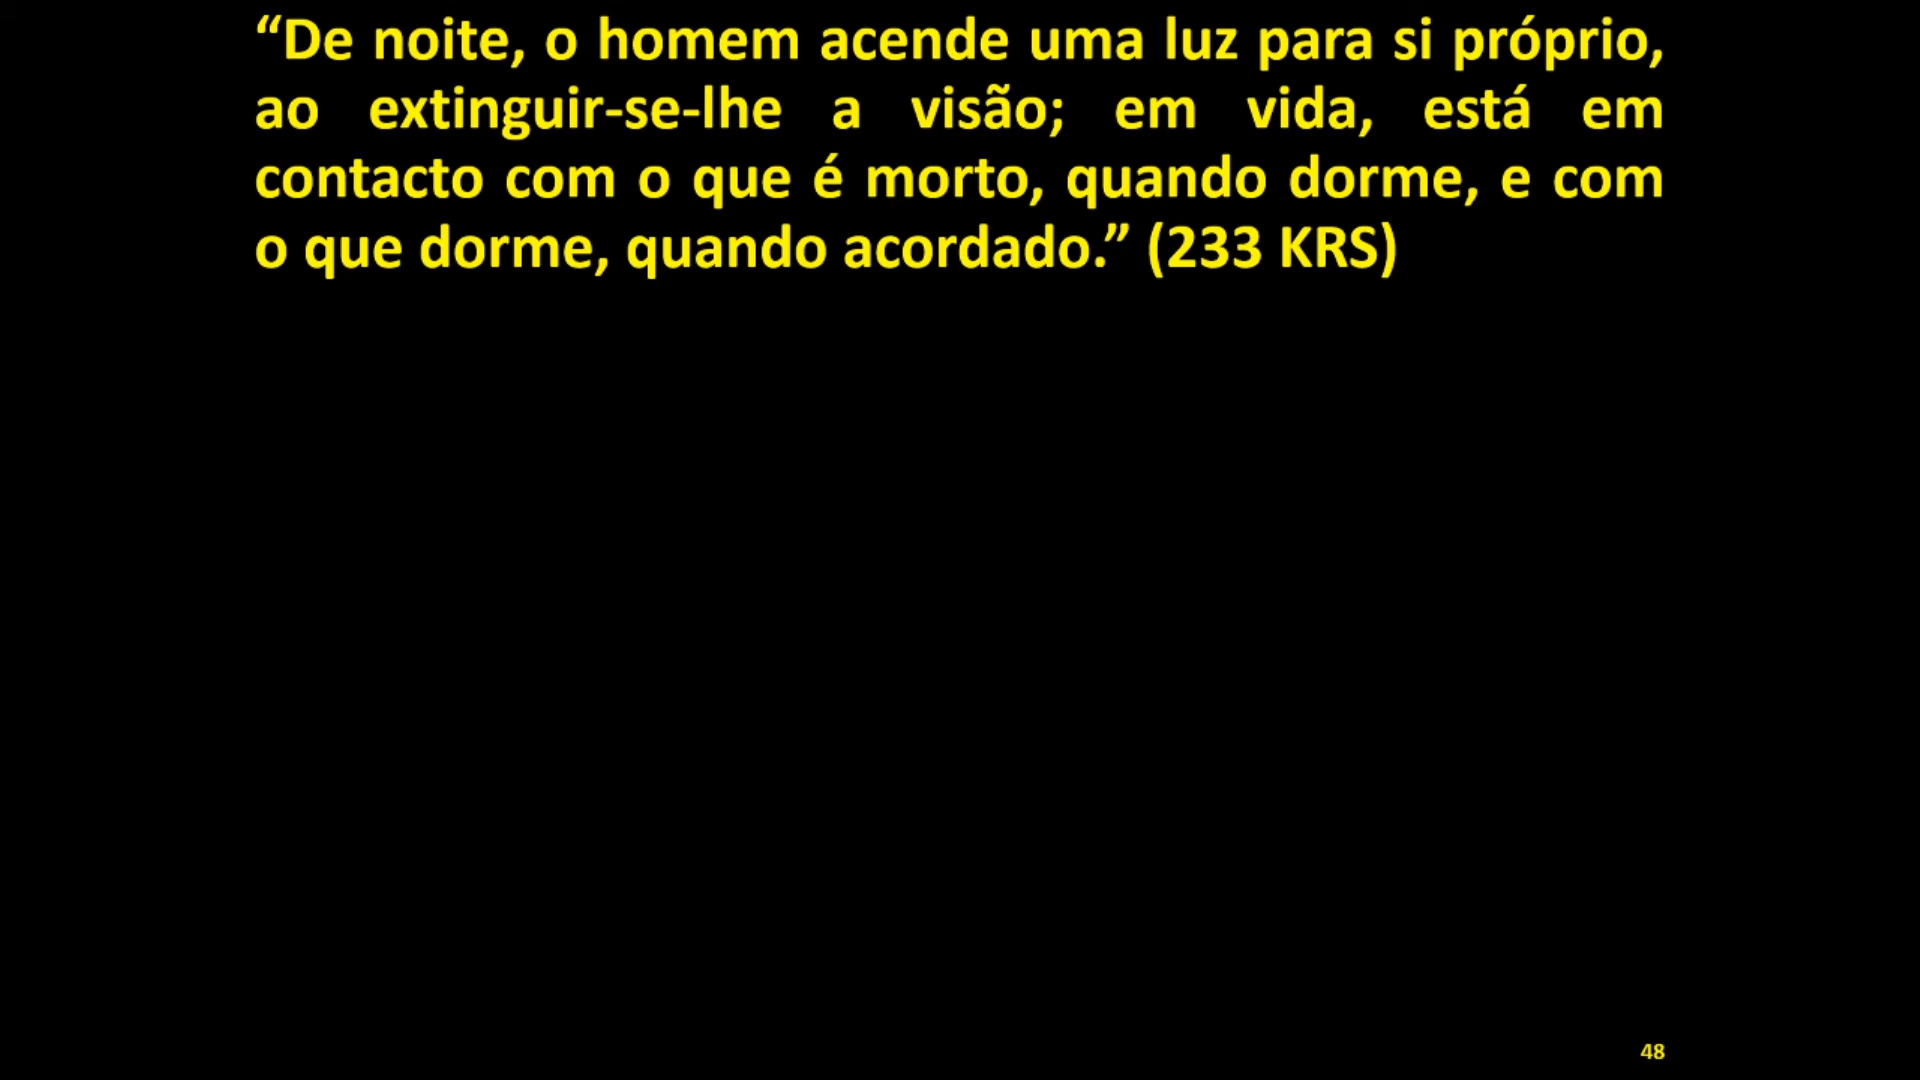 “De noite, o homem acende uma luz para si próprio,
ao extinguir-se-lhe a visão; em vida, está em
contacto com o que é morto, quando dorme, e com
o que dorme, quando acordado.” (233 KRS)
48